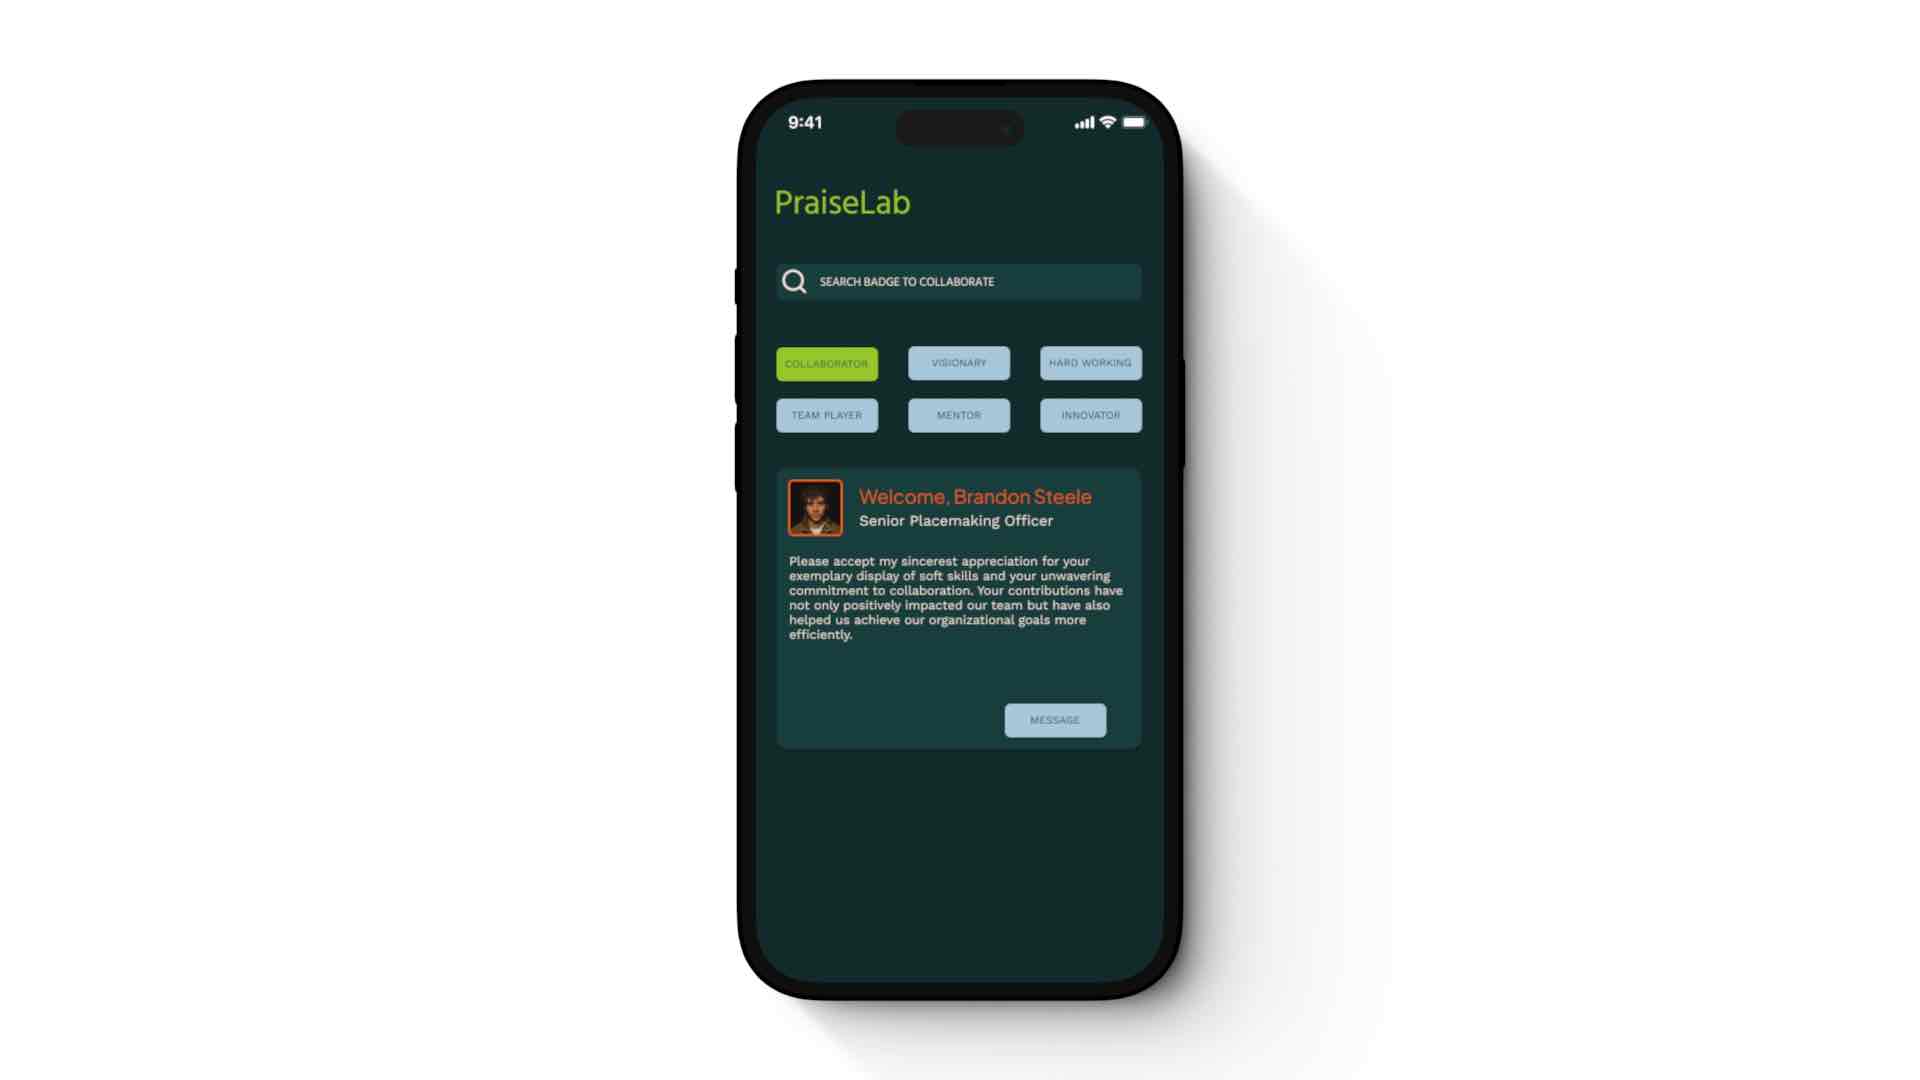 9:41
PraiseLab
SEARCH BADGE TO COLLABORATE
COLLABORATOR VISIONARY HARD WORKING
TEAM PLAYER MENTOR INNOVATOR
Welcome, Brandon Steele
Senior Placemaking Officer
Please accept my sincerest appreciation for your
exemplary display of soft skills and your unwavering
commitment to collaboration. Your contributions have
not only positively impacted our team but have also
helped us achieve our organizational goals more
efficiently.
MESSAGE